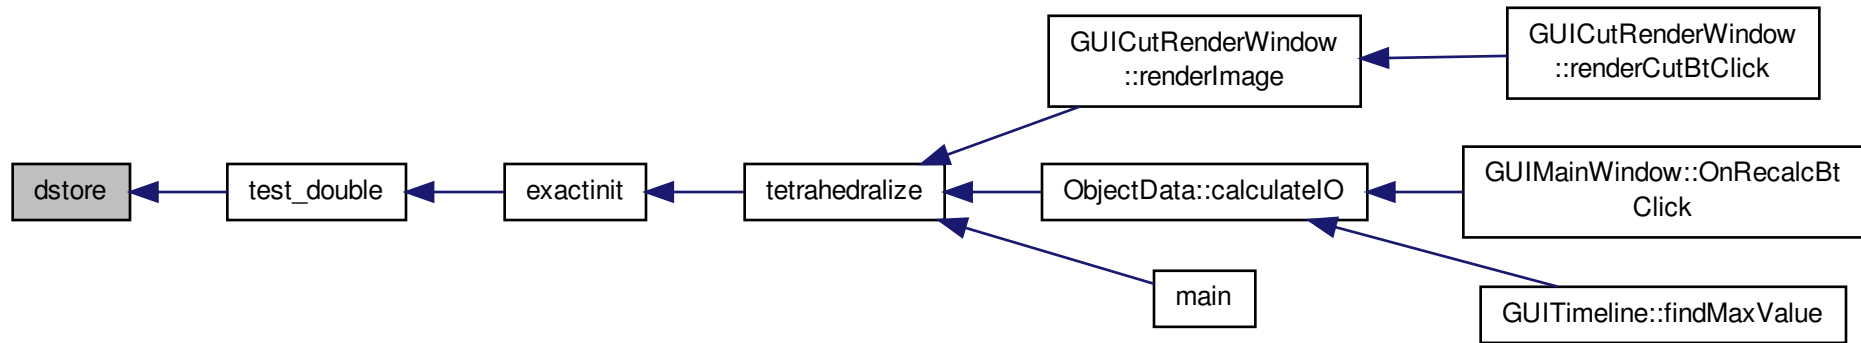 dstore
test_double
exactinit
tetrahedralize
GUICutRenderWindow
::renderImage
GUICutRenderWindow
::renderCutBtClick
ObjectData::calculateIO
GUIMainWindow::OnRecalcBt
Click
GUITimeline::findMaxValue
main